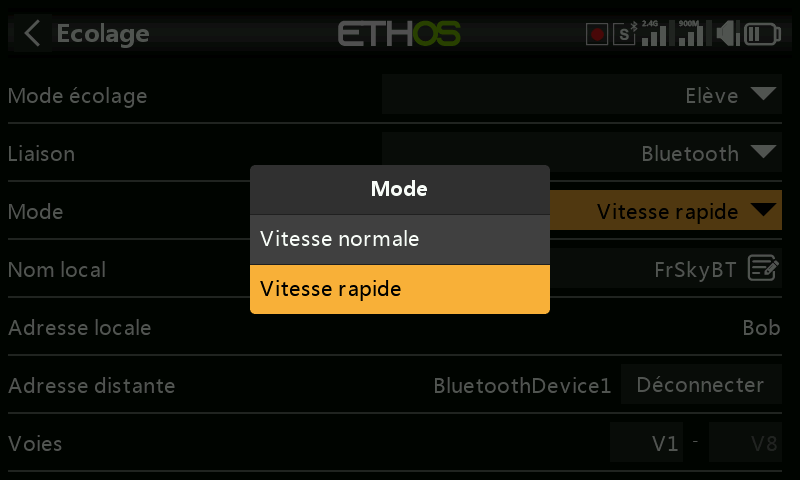 Ecolage ETHOS S 2.4G 900M
Mode écolage Elève
Liaison Bluetooth
Mode
Vitesse normale
Vitesse rapide
Mode Vitesse rapide
Nom local FrSkyBT
Adresse locale Bob
Adresse distante BluetoothDevice1 Déconnecter
Voies V1 - V8